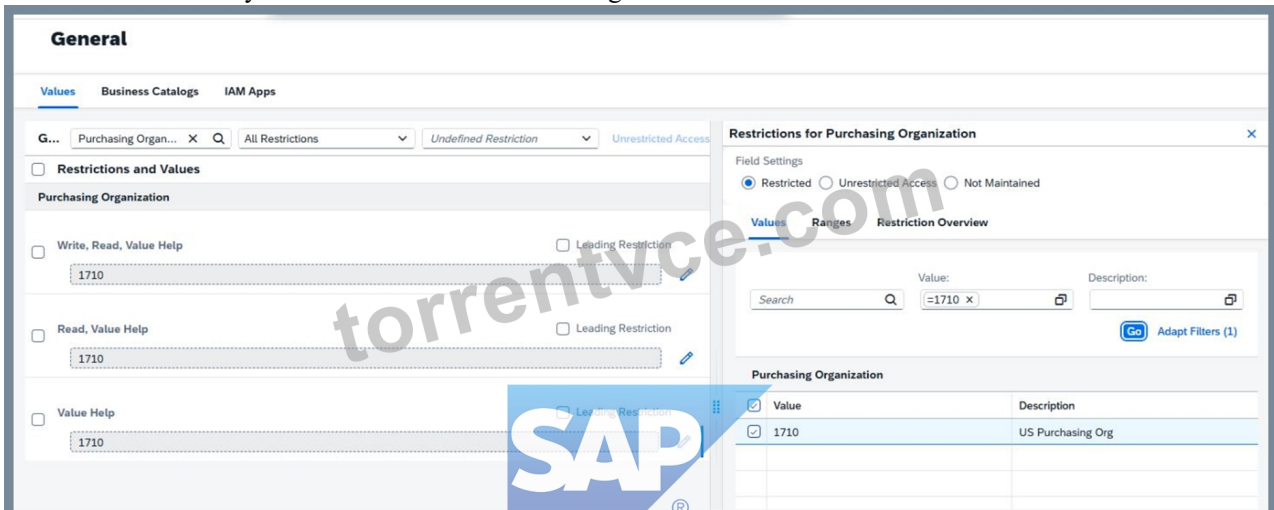 General
Values Business Catalogs IAM Apps
G... Purchasing Organ... All Restrictions Undefined Restriction Unrestricted Access
Restrictions and Values
Purchasing Organization
Write, Read, Value Help Leading Restriction
1710
Read, Value Help Leading Restriction
1710
Value Help Leading Restriction
1710
Restrictions for Purchasing Organization
Field Settings
Restricted Unrestricted Access Not Maintained
Values Ranges Restriction Overview
Value: Description:
Search =1710
Go Adapt Filters (1)
Purchasing Organization
Value Description
1710 US Purchasing Org
torrentvce.com
SAP ®